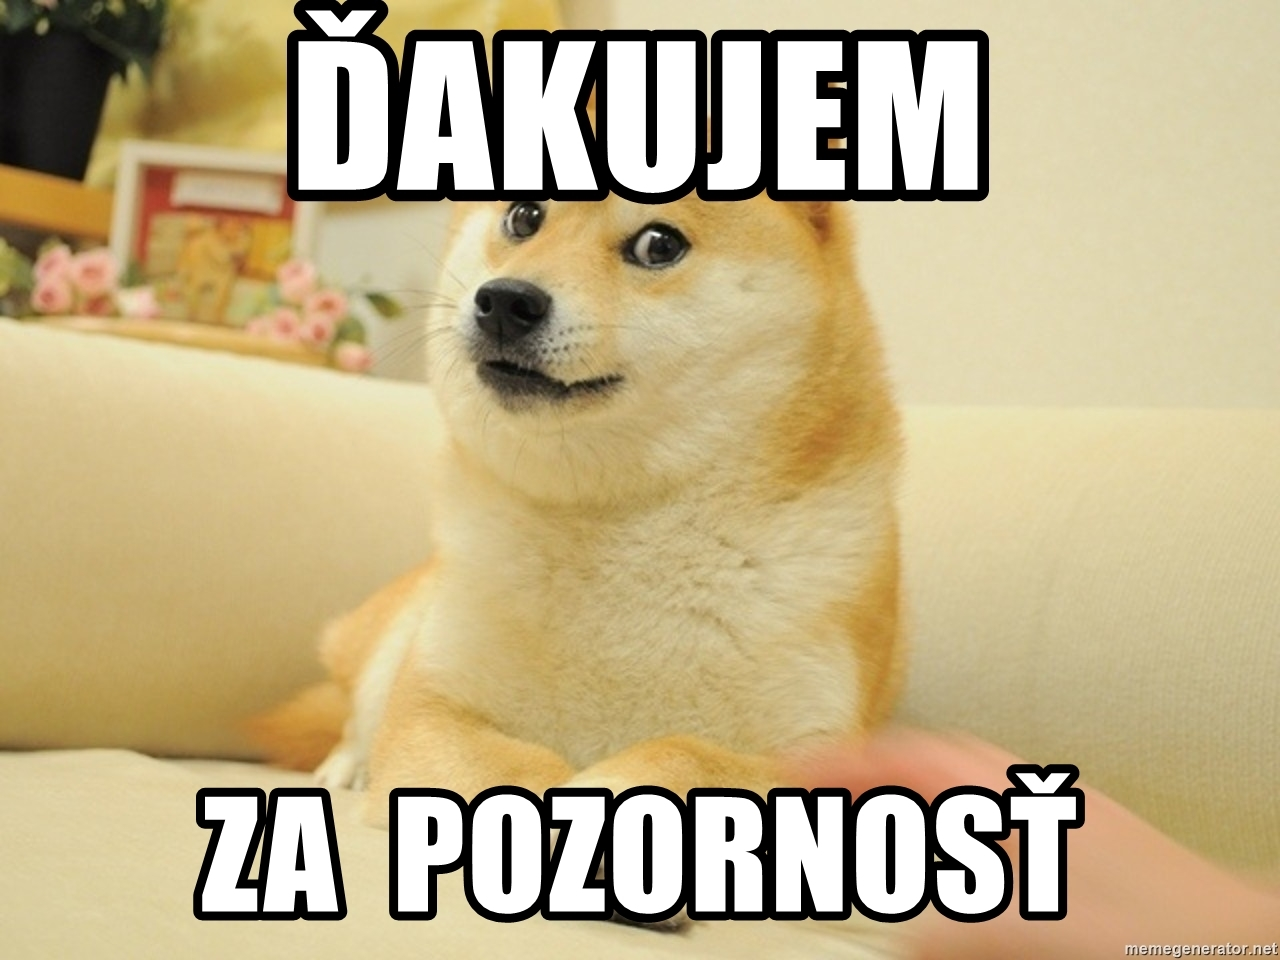 ĎAKUJEM
ZA POZORNOSŤ
memegenerator.net